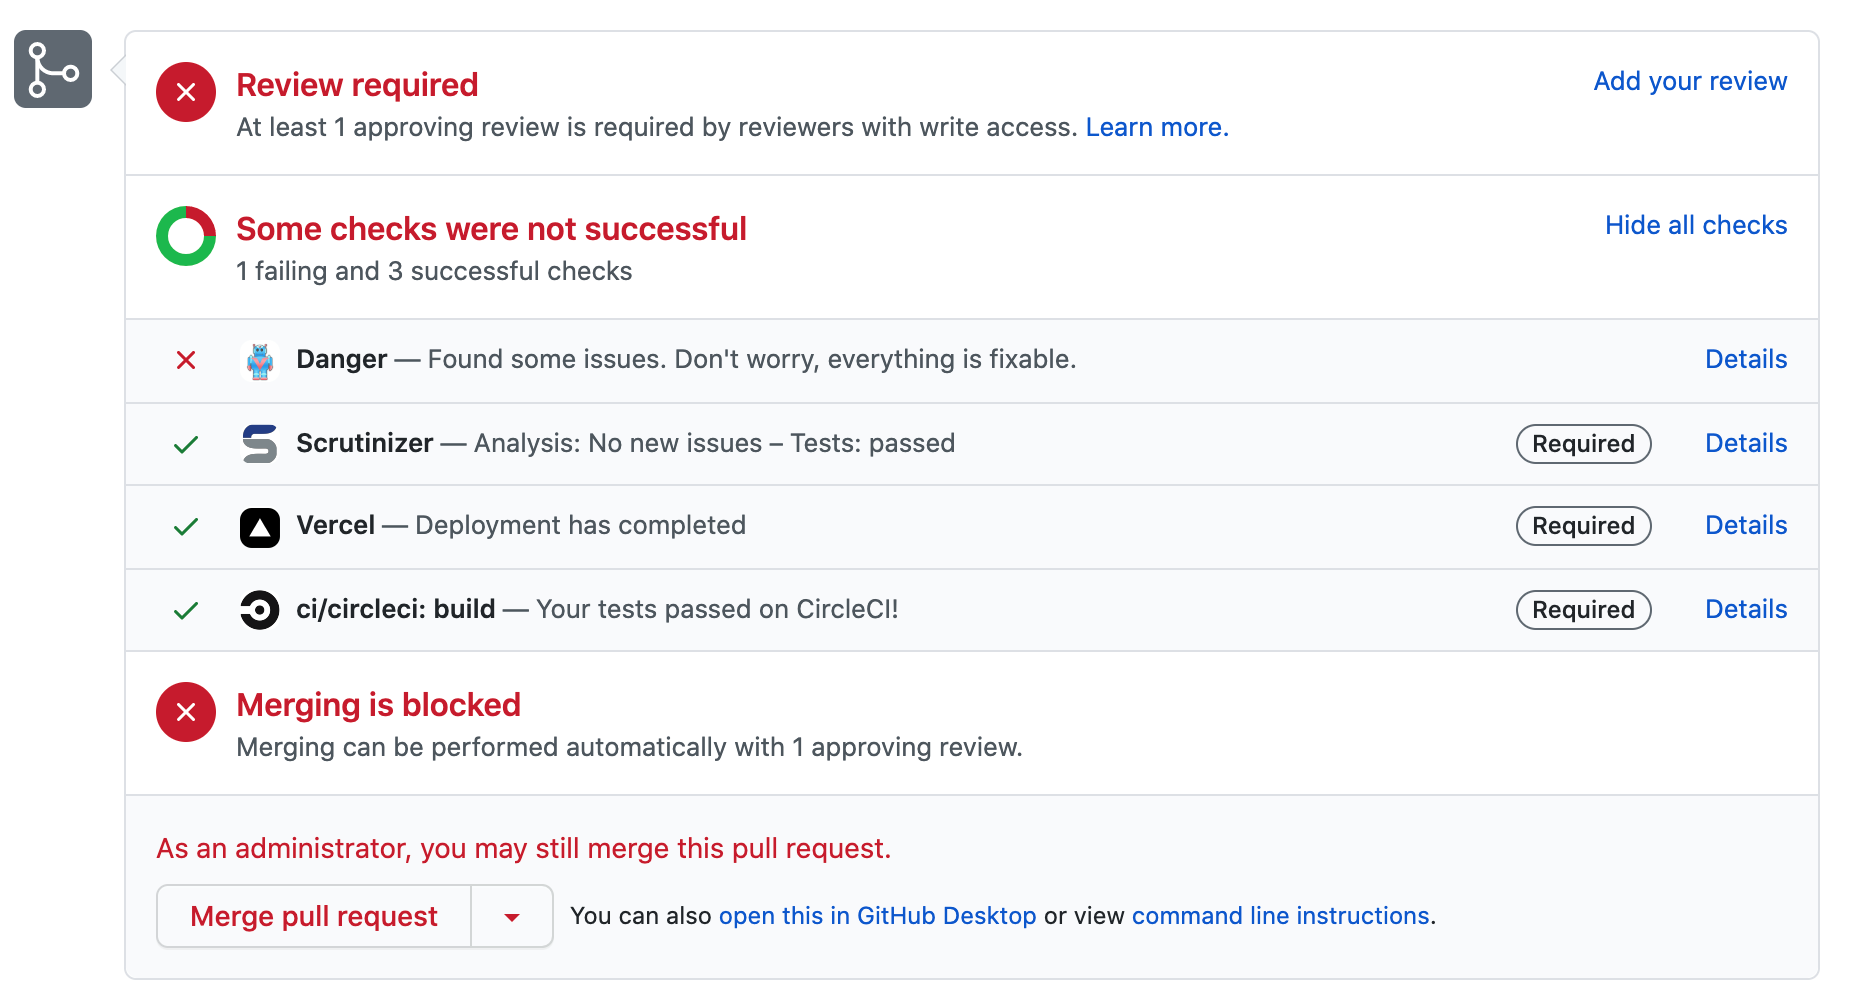 Review required
Add your review
At least 1 approving review is required by reviewers with write access. Learn more.
Some checks were not successful
Hide all checks
1 failing and 3 successful checks
Danger — Found some issues. Don't worry, everything is fixable. Details
Scrutinizer — Analysis: No new issues – Tests: passed Required Details
Vercel — Deployment has completed Required Details
ci/circleci: build — Your tests passed on CircleCI! Required Details
Merging is blocked
Merging can be performed automatically with 1 approving review.
As an administrator, you may still merge this pull request.
Merge pull request You can also open this in GitHub Desktop or view command line instructions.